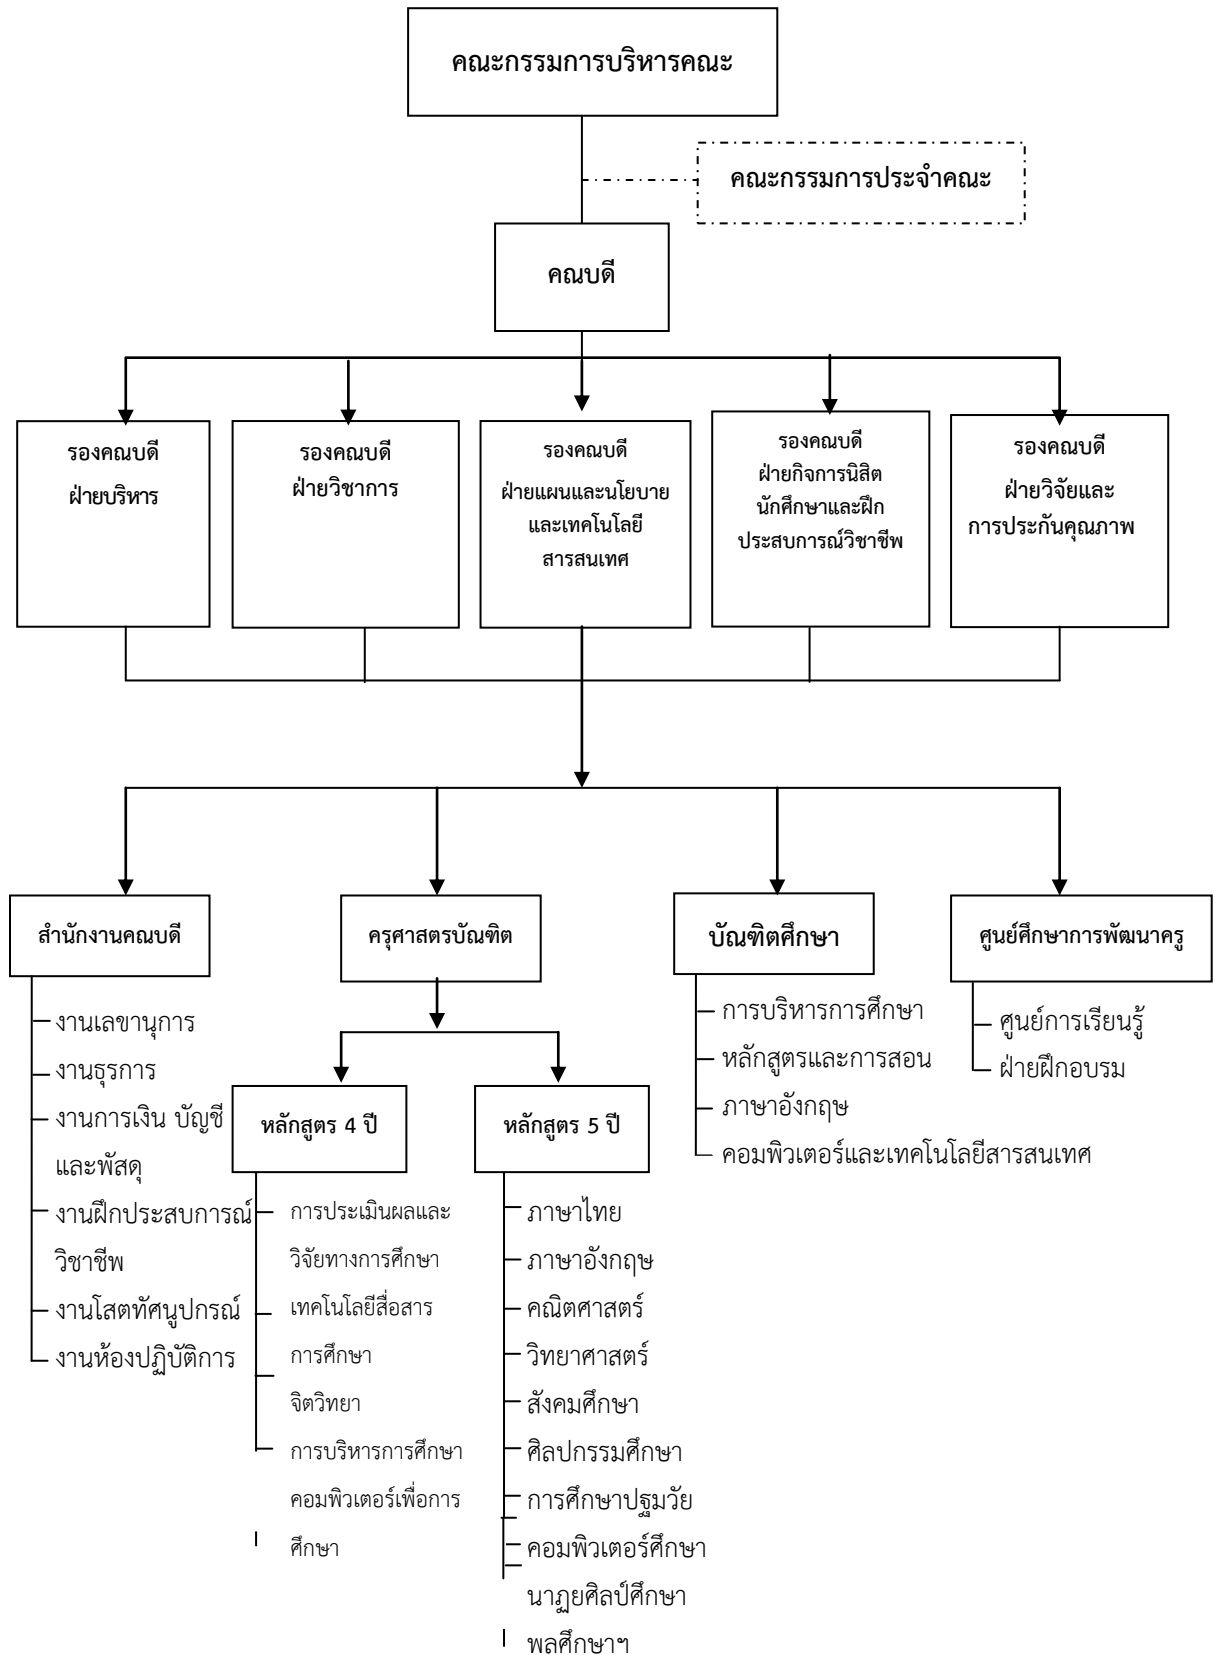 คณะกรรมการบริหารคณะ
คณะกรรมการประจำคณะ
คณบดี
รองคณบดี
ฝ่ายบริหาร
รองคณบดี
ฝ่ายวิชาการ
รองคณบดี
ฝ่ายแผนและนโยบาย
และเทคโนโลยี
สารสนเทศ
รองคณบดี
ฝ่ายกิจการนิสิต
นักศึกษาและฝึก
ประสบการณ์วิชาชีพ
รองคณบดี
ฝ่ายวิจัยและ
การประกันคุณภาพ
สำนักงานคณบดี
งานเลขานุการ
งานธุรการ
งานการเงิน บัญชี
และพัสดุ
งานฝึกประสบการณ์
วิชาชีพ
งานโสตทัศนูปกรณ์
งานห้องปฏิบัติการ
ครุศาสตรบัณฑิต
หลักสูตร 4 ปี
การประเมินผลและ
วิจัยทางการศึกษา
เทคโนโลยีสื่อสาร
การศึกษา
จิตวิทยา
การบริหารการศึกษา
คอมพิวเตอร์เพื่อการ
ศึกษา
หลักสูตร 5 ปี
ภาษาไทย
ภาษาอังกฤษ
คณิตศาสตร์
วิทยาศาสตร์
สังคมศึกษา
ศิลปกรรมศึกษา
การศึกษาปฐมวัย
คอมพิวเตอร์ศึกษา
นาฏยศิลป์ศึกษา
พลศึกษาฯ
บัณฑิตศึกษา
การบริหารการศึกษา
หลักสูตรและการสอน
ภาษาอังกฤษ
คอมพิวเตอร์และเทคโนโลยีสารสนเทศ
ศูนย์ศึกษาการพัฒนาครู
ศูนย์การเรียนรู้
ฝ่ายฝึกอบรม